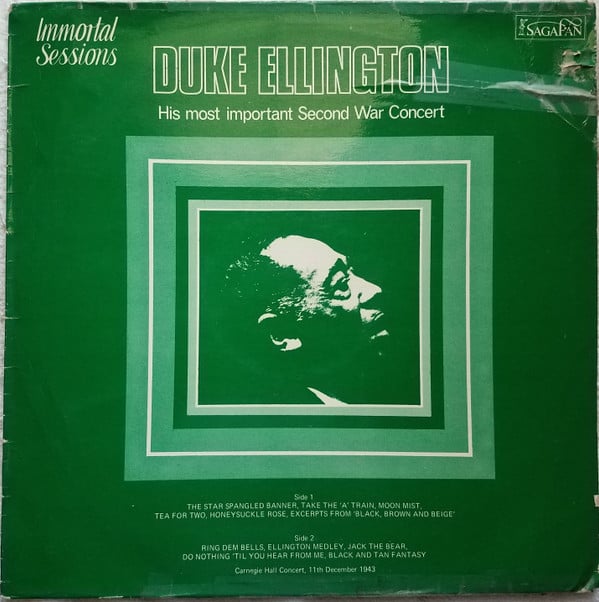 Immortal
Sessions
SAGAPAN
DUKE ELLINGTON
His most important Second War Concert
Side 1
THE STAR SPANGLED BANNER, TAKE THE 'A' TRAIN, MOON MIST,
TEA FOR TWO, HONEYSUCKLE ROSE, EXCERPTS FROM 'BLACK, BROWN AND BEIGE'
Side 2
RING DEM BELLS, ELLINGTON MEDLEY, JACK THE BEAR,
DO NOTHING 'TIL YOU HEAR FROM ME, BLACK AND TAN FANTASY
Carnegie Hall Concert, 11th December 1943